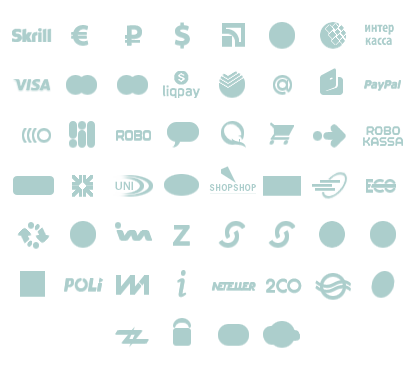 Skrill € ₽ $ интер
касса
VISA liqpay @ PayPal
ROBO ROBO
KASSA
UNI SHOPSHOP ECO
Z
POLi i NETELLER 2CO